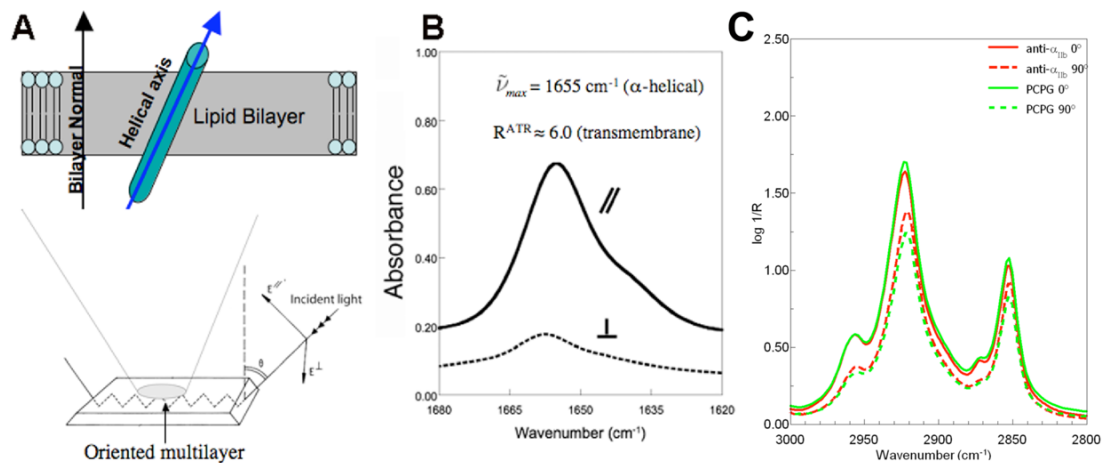 A
Bilayer Normal
Helical axis
Lipid Bilayer
ε//
Incident light
θ
ε⊥
Oriented multilayer
B
ν̃max = 1655 cm-1 (α-helical)
RATR ≈ 6.0 (transmembrane)
//
⊥
Absorbance
1.00
0.80
0.60
0.40
0.20
0.00
1680
1665
1650
1635
1620
Wavenumber (cm-1)
C
anti-αIIb 0°
anti-αIIb 90°
PCPG 0°
PCPG 90°
log 1/R
2.50
2.00
1.50
1.00
0.50
0.00
3000
2950
2900
2850
2800
Wavenumber (cm-1)